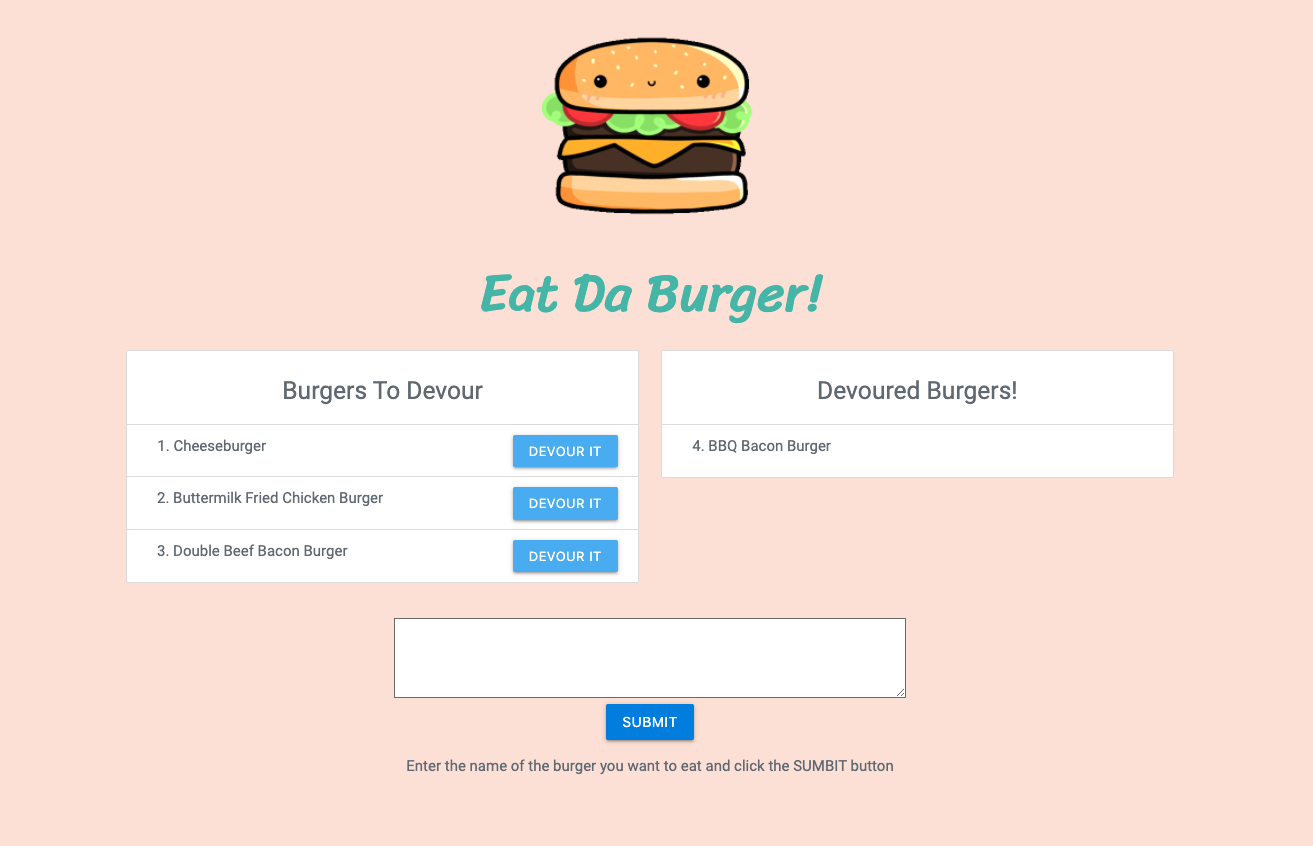 Eat Da Burger!
Burgers To Devour
1. Cheeseburger
DEVOUR IT
2. Buttermilk Fried Chicken Burger
DEVOUR IT
3. Double Beef Bacon Burger
DEVOUR IT
Devoured Burgers!
4. BBQ Bacon Burger
SUBMIT
Enter the name of the burger you want to eat and click the SUMBIT button